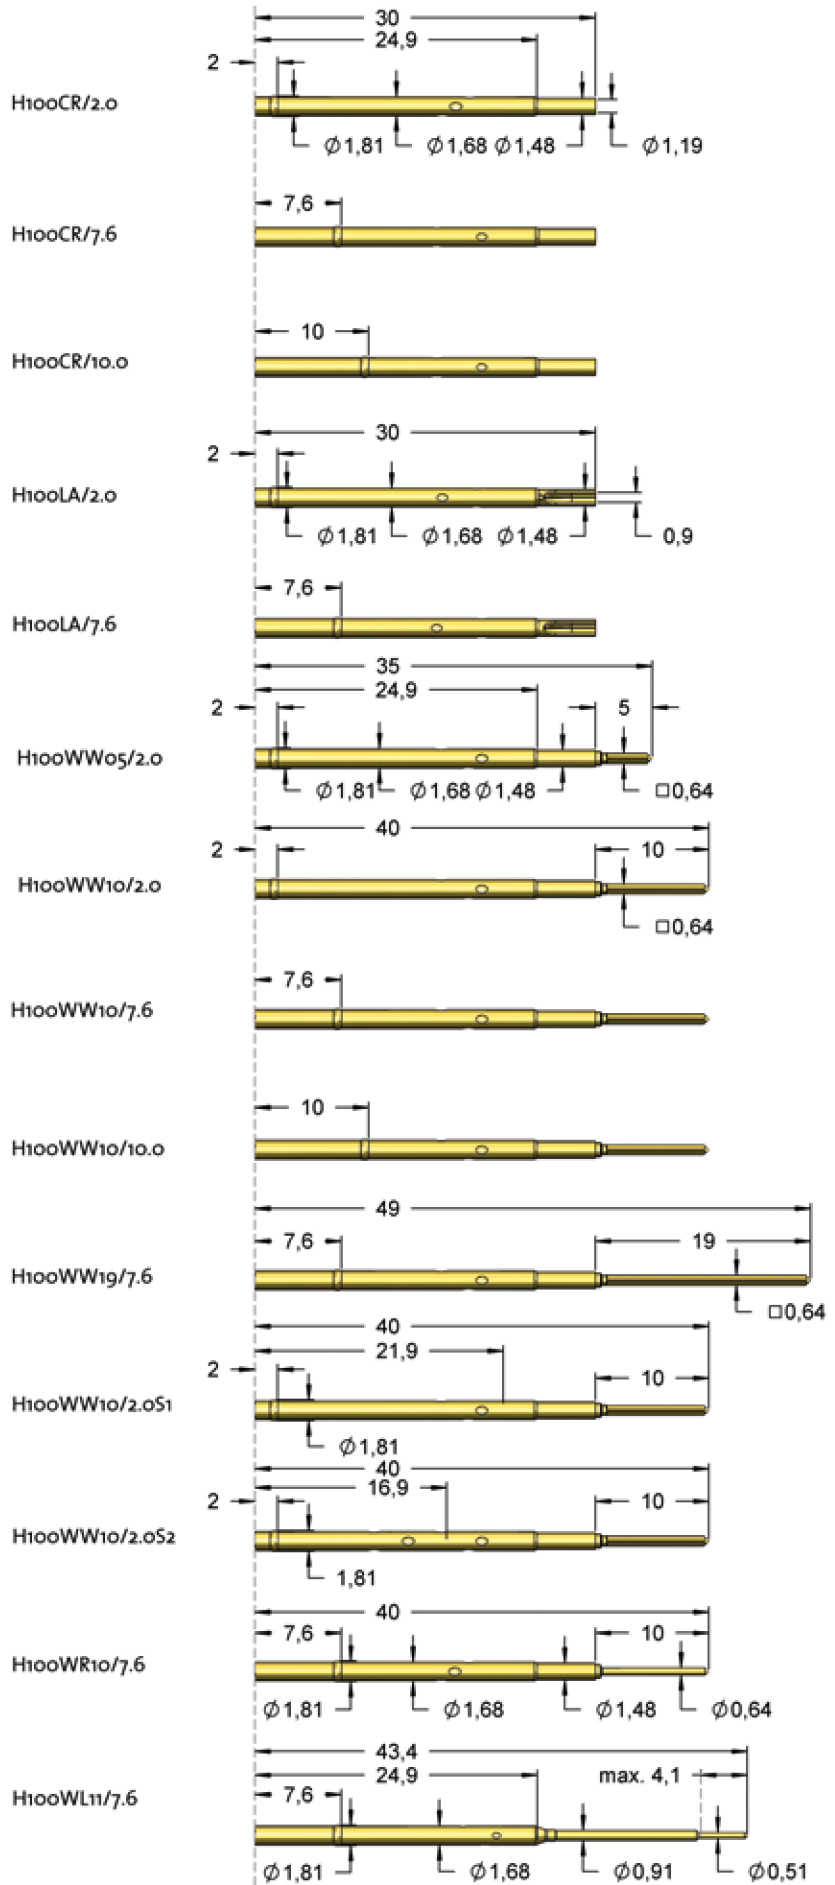 30
24,9
2
H100CR/2.0
Ø1,81 Ø1,68 Ø1,48 Ø1,19
7,6
H100CR/7.6
10
H100CR/10.0
30
2
H100LA/2.0
Ø1,81 Ø1,68 Ø1,48 0,9
7,6
H100LA/7.6
35
24,9
2 5
H100WW05/2.0
Ø1,81 Ø1,68 Ø1,48 □0,64
40
2 10
H100WW10/2.0
□0,64
7,6
H100WW10/7.6
10
H100WW10/10.0
49
7,6 19
H100WW19/7.6
□0,64
40
21,9
2 10
H100WW10/2.0S1
Ø1,81
40
16,9
2 10
H100WW10/2.0S2
1,81
40
7,6 10
H100WR10/7.6
Ø1,81 Ø1,68 Ø1,48 Ø0,64
43,4
24,9 max. 4,1
7,6
H100WL11/7.6
Ø1,81 Ø1,68 Ø0,91 Ø0,51